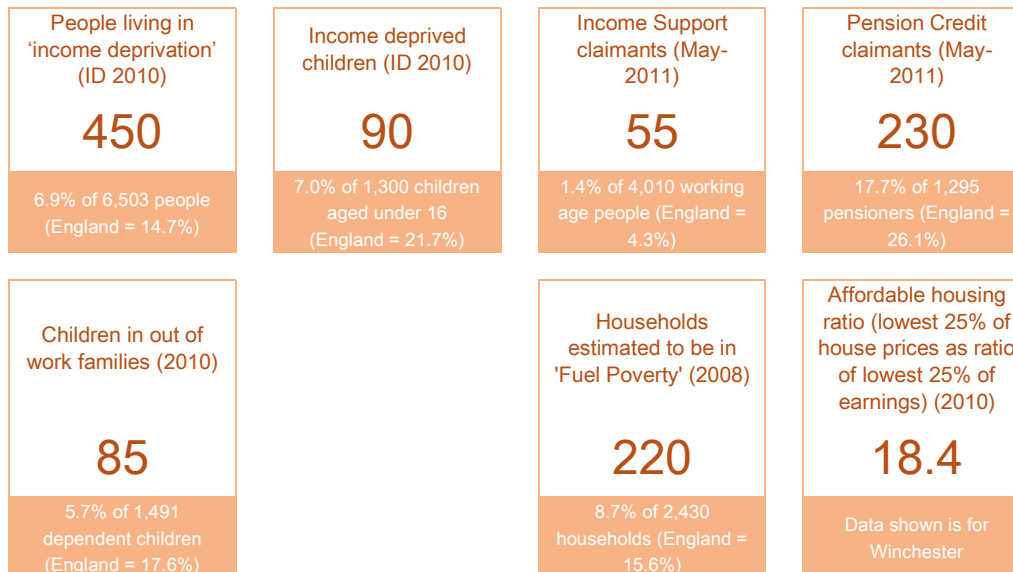 People living in
‘income deprivation’
(ID 2010)
450
6.9% of 6,503 people
(England = 14.7%)
Income deprived
children (ID 2010)
90
7.0% of 1,300 children
aged under 16
(England = 21.7%)
Income Support
claimants (May-
2011)
55
1.4% of 4,010 working
age people (England =
4.3%)
Pension Credit
claimants (May-
2011)
230
17.7% of 1,295
pensioners (England =
26.1%)
Children in out of
work families (2010)
85
5.7% of 1,491
dependent children
(England = 17.6%)
Households
estimated to be in
'Fuel Poverty' (2008)
220
8.7% of 2,430
households (England =
15.6%)
Affordable housing
ratio (lowest 25% of
house prices as ratio
of lowest 25% of
earnings) (2010)
18.4
Data shown is for
Winchester